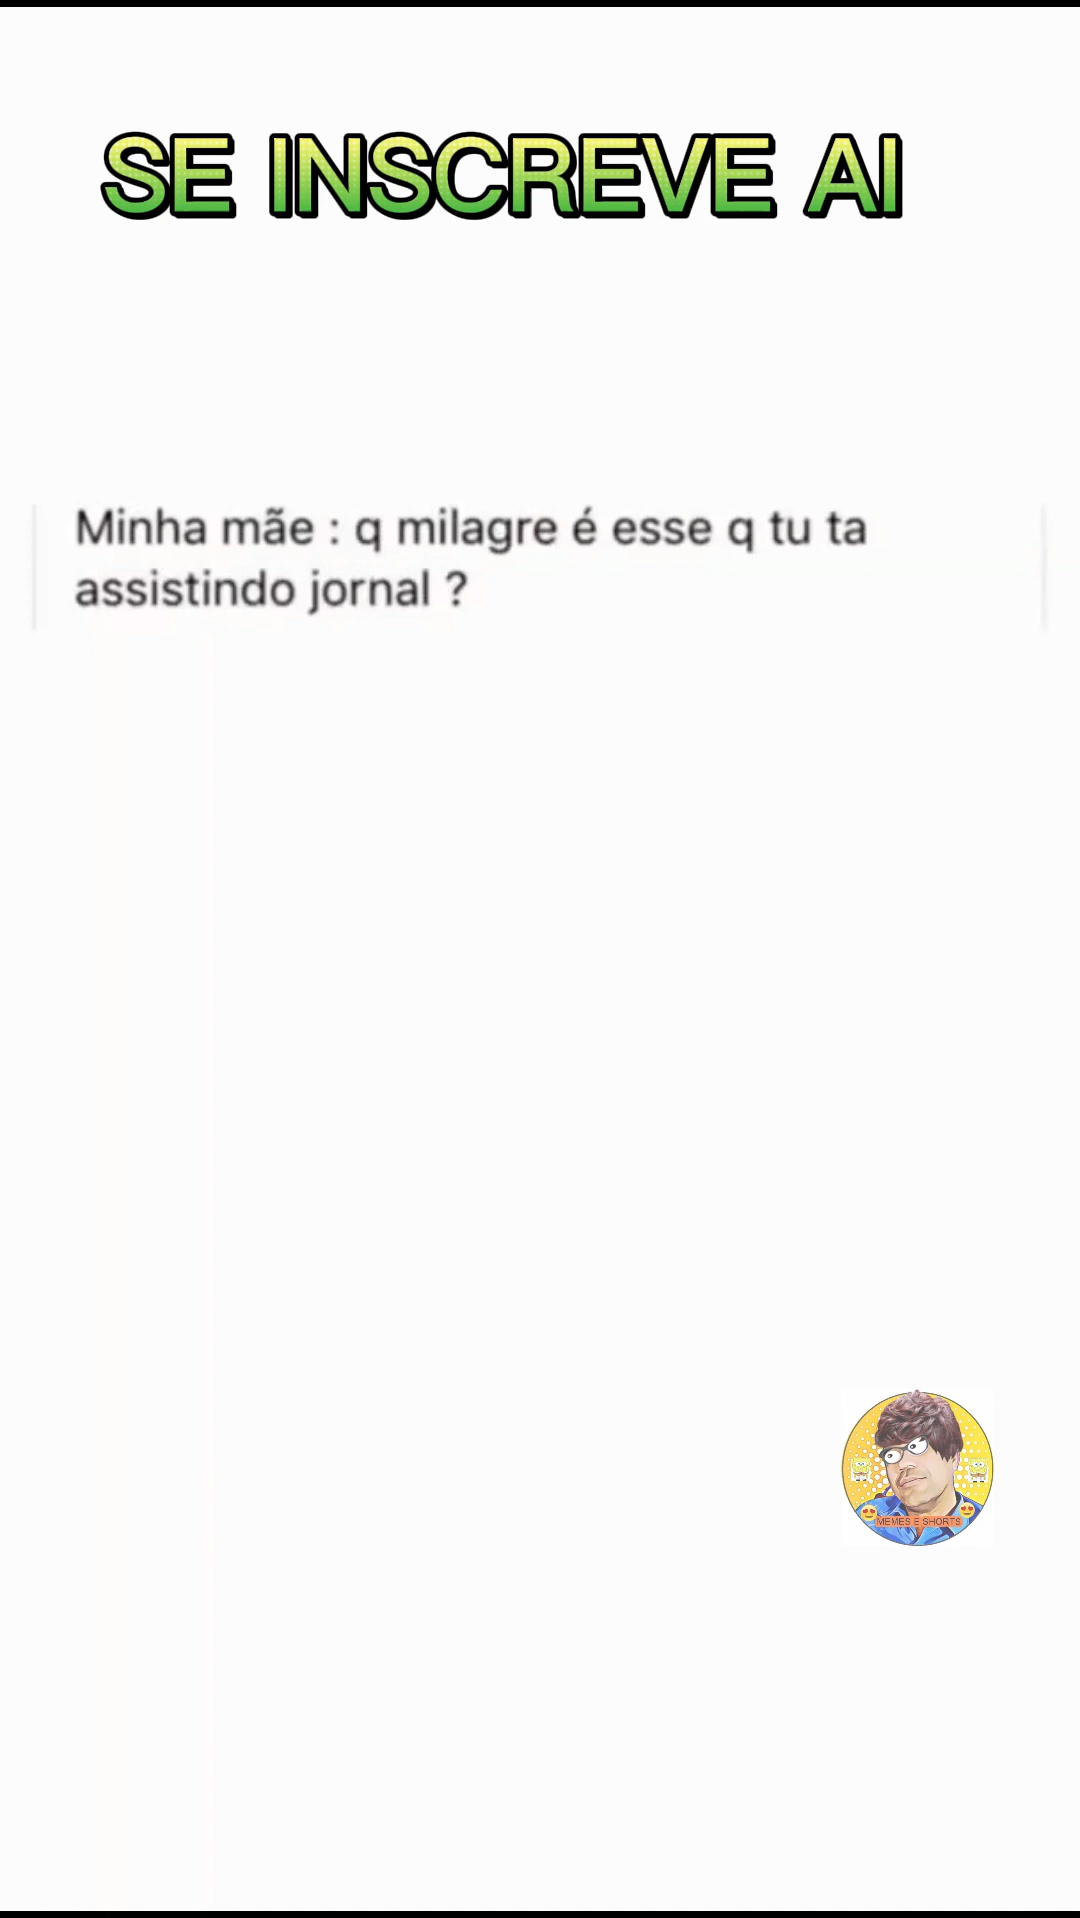 SE INSCREVE AI
Minha mãe : q milagre é esse q tu ta
assistindo jornal ?
MEMES E SHORTS